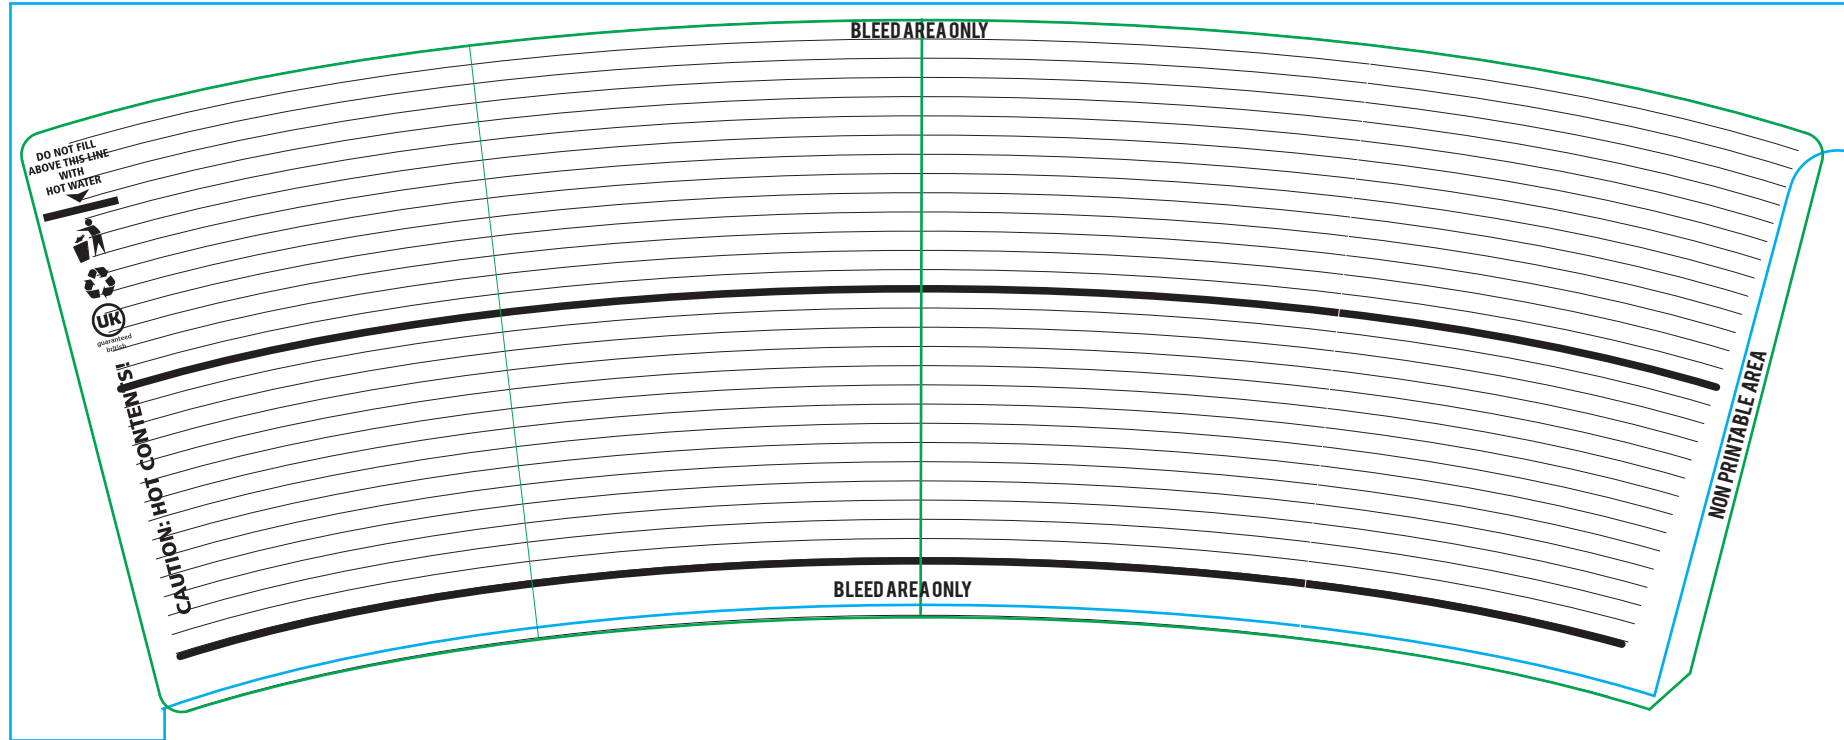 BLEED AREA ONLY
DO NOT FILL
ABOVE THIS LINE
WITH
HOT WATER
UK
guaranteed
british
CAUTION: HOT CONTENTS!
NON PRINTABLE AREA
BLEED AREA ONLY